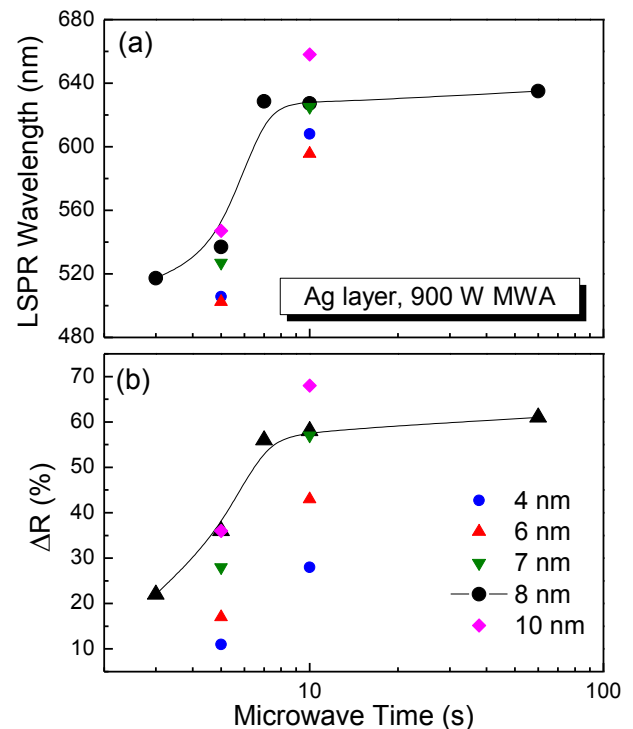 (a)
680
640
600
560
520
480
LSPR Wavelength (nm)
Ag layer, 900 W MWA
(b)
70
60
50
40
30
20
10
ΔR (%)
4 nm
6 nm
7 nm
8 nm
10 nm
10
100
Microwave Time (s)